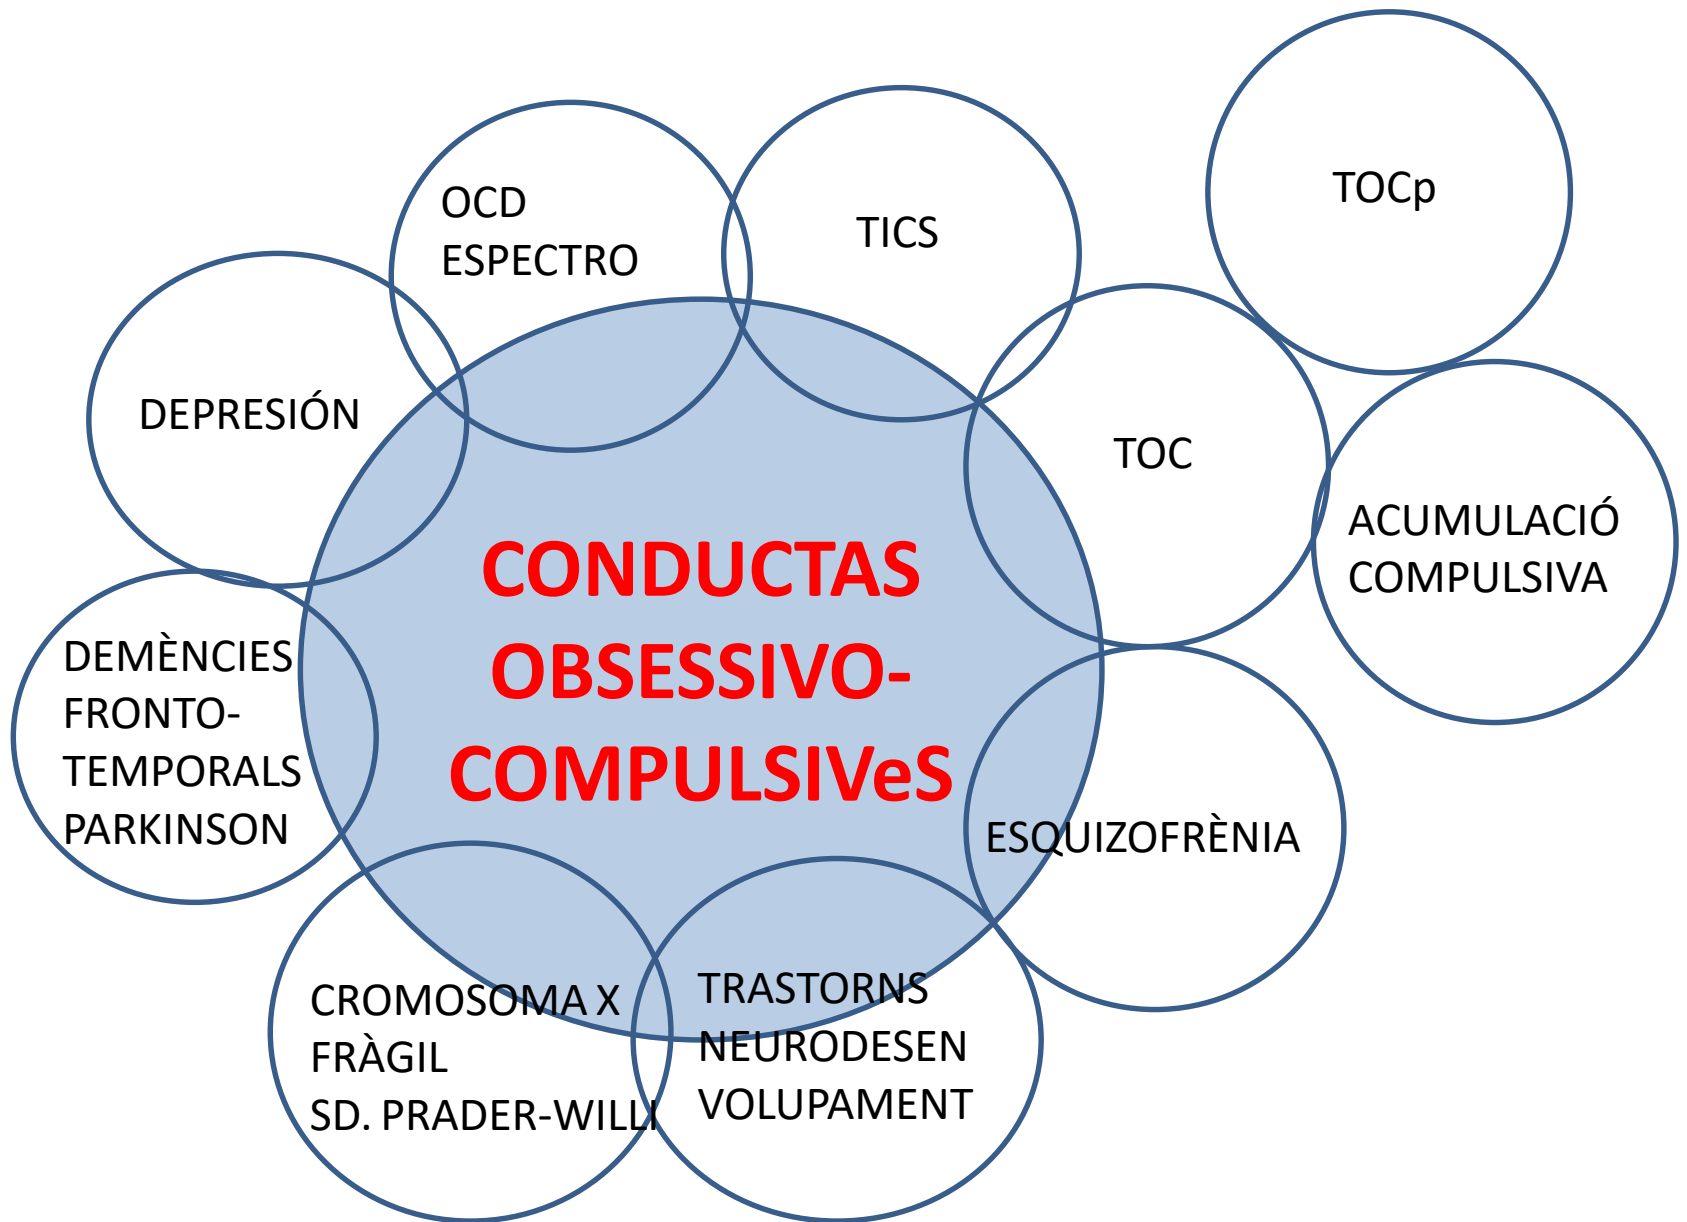 OCD
ESPECTRO
TICS
TOCp
DEPRESIÓN
TOC
ACUMULACIÓ
COMPULSIVA
CONDUCTAS
OBSESSIVO-
COMPULSIVeS
DEMÈNCIES
FRONTO-
TEMPORALS
PARKINSON
ESQUIZOFRÈNIA
CROMOSOMA X
FRÀGIL
SD. PRADER-WILLI
TRASTORNS
NEURODESEN
VOLUPAMENT